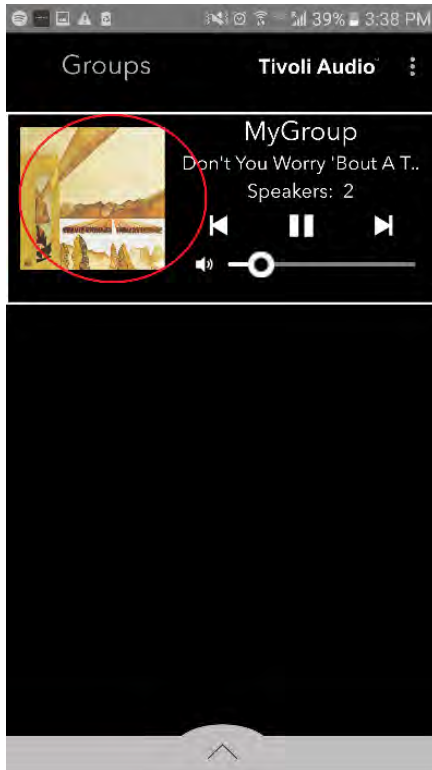 39% 3:38 PM
Groups Tivoli Audio
MyGroup
Don't You Worry 'Bout A T..
Speakers: 2